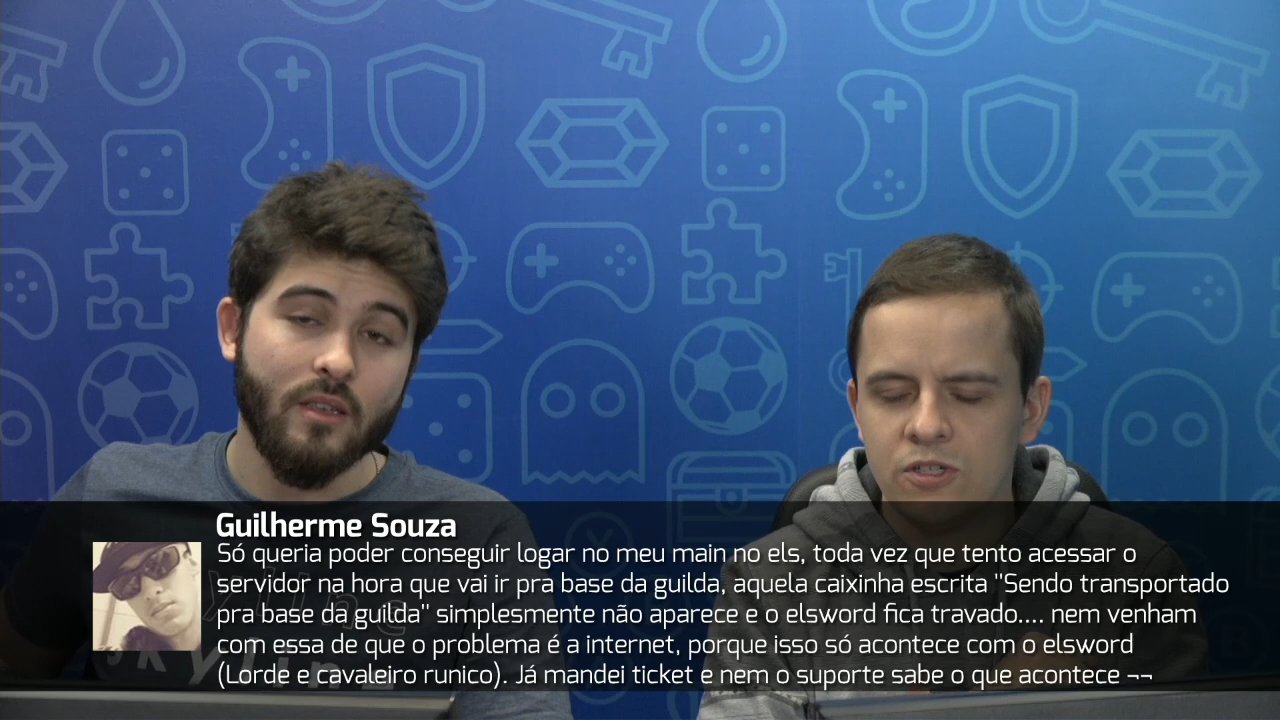 Guilherme Souza
Só queria poder conseguir logar no meu main no els, toda vez que tento acessar o
servidor na hora que vai ir pra base da guilda, aquela caixinha escrita "Sendo transportado
pra base da guilda" simplesmente não aparece e o elsword fica travado.... nem venham
com essa de que o problema é a internet, porque isso só acontece com o elsword
(Lorde e cavaleiro runico). Já mandei ticket e nem o suporte sabe o que acontece ¬¬